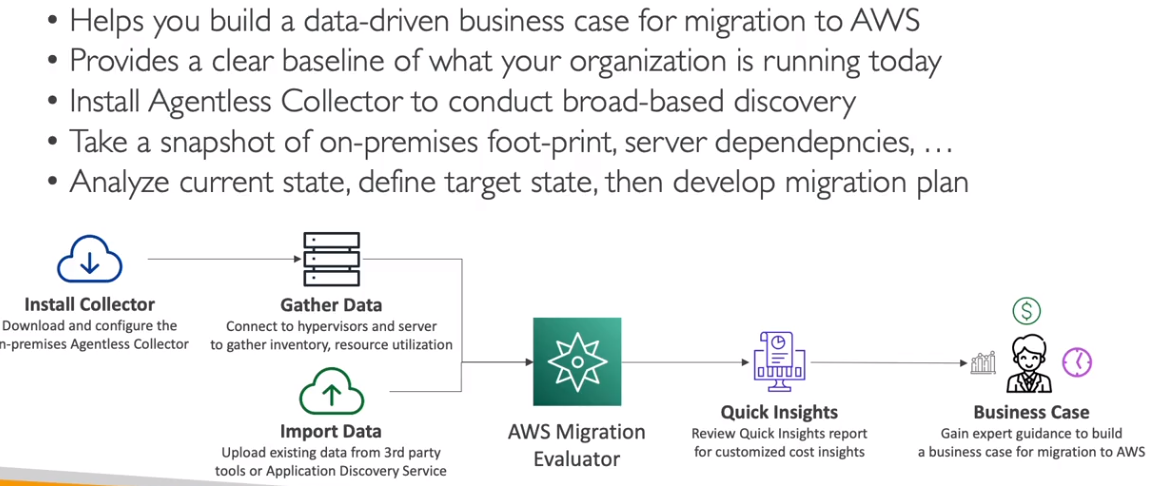 • Helps you build a data-driven business case for migration to AWS
• Provides a clear baseline of what your organization is running today
• Install Agentless Collector to conduct broad-based discovery
• Take a snapshot of on-premises foot-print, server dependepncies, …
• Analyze current state, define target state, then develop migration plan
Install Collector
Download and configure the
n-premises Agentless Collector
Gather Data
Connect to hypervisors and server
to gather inventory, resource utilization
Import Data
Upload existing data from 3rd party
tools or Application Discovery Service
AWS Migration
Evaluator
Quick Insights
Review Quick Insights report
for customized cost insights
$
Business Case
Gain expert guidance to build
a business case for migration to AWS